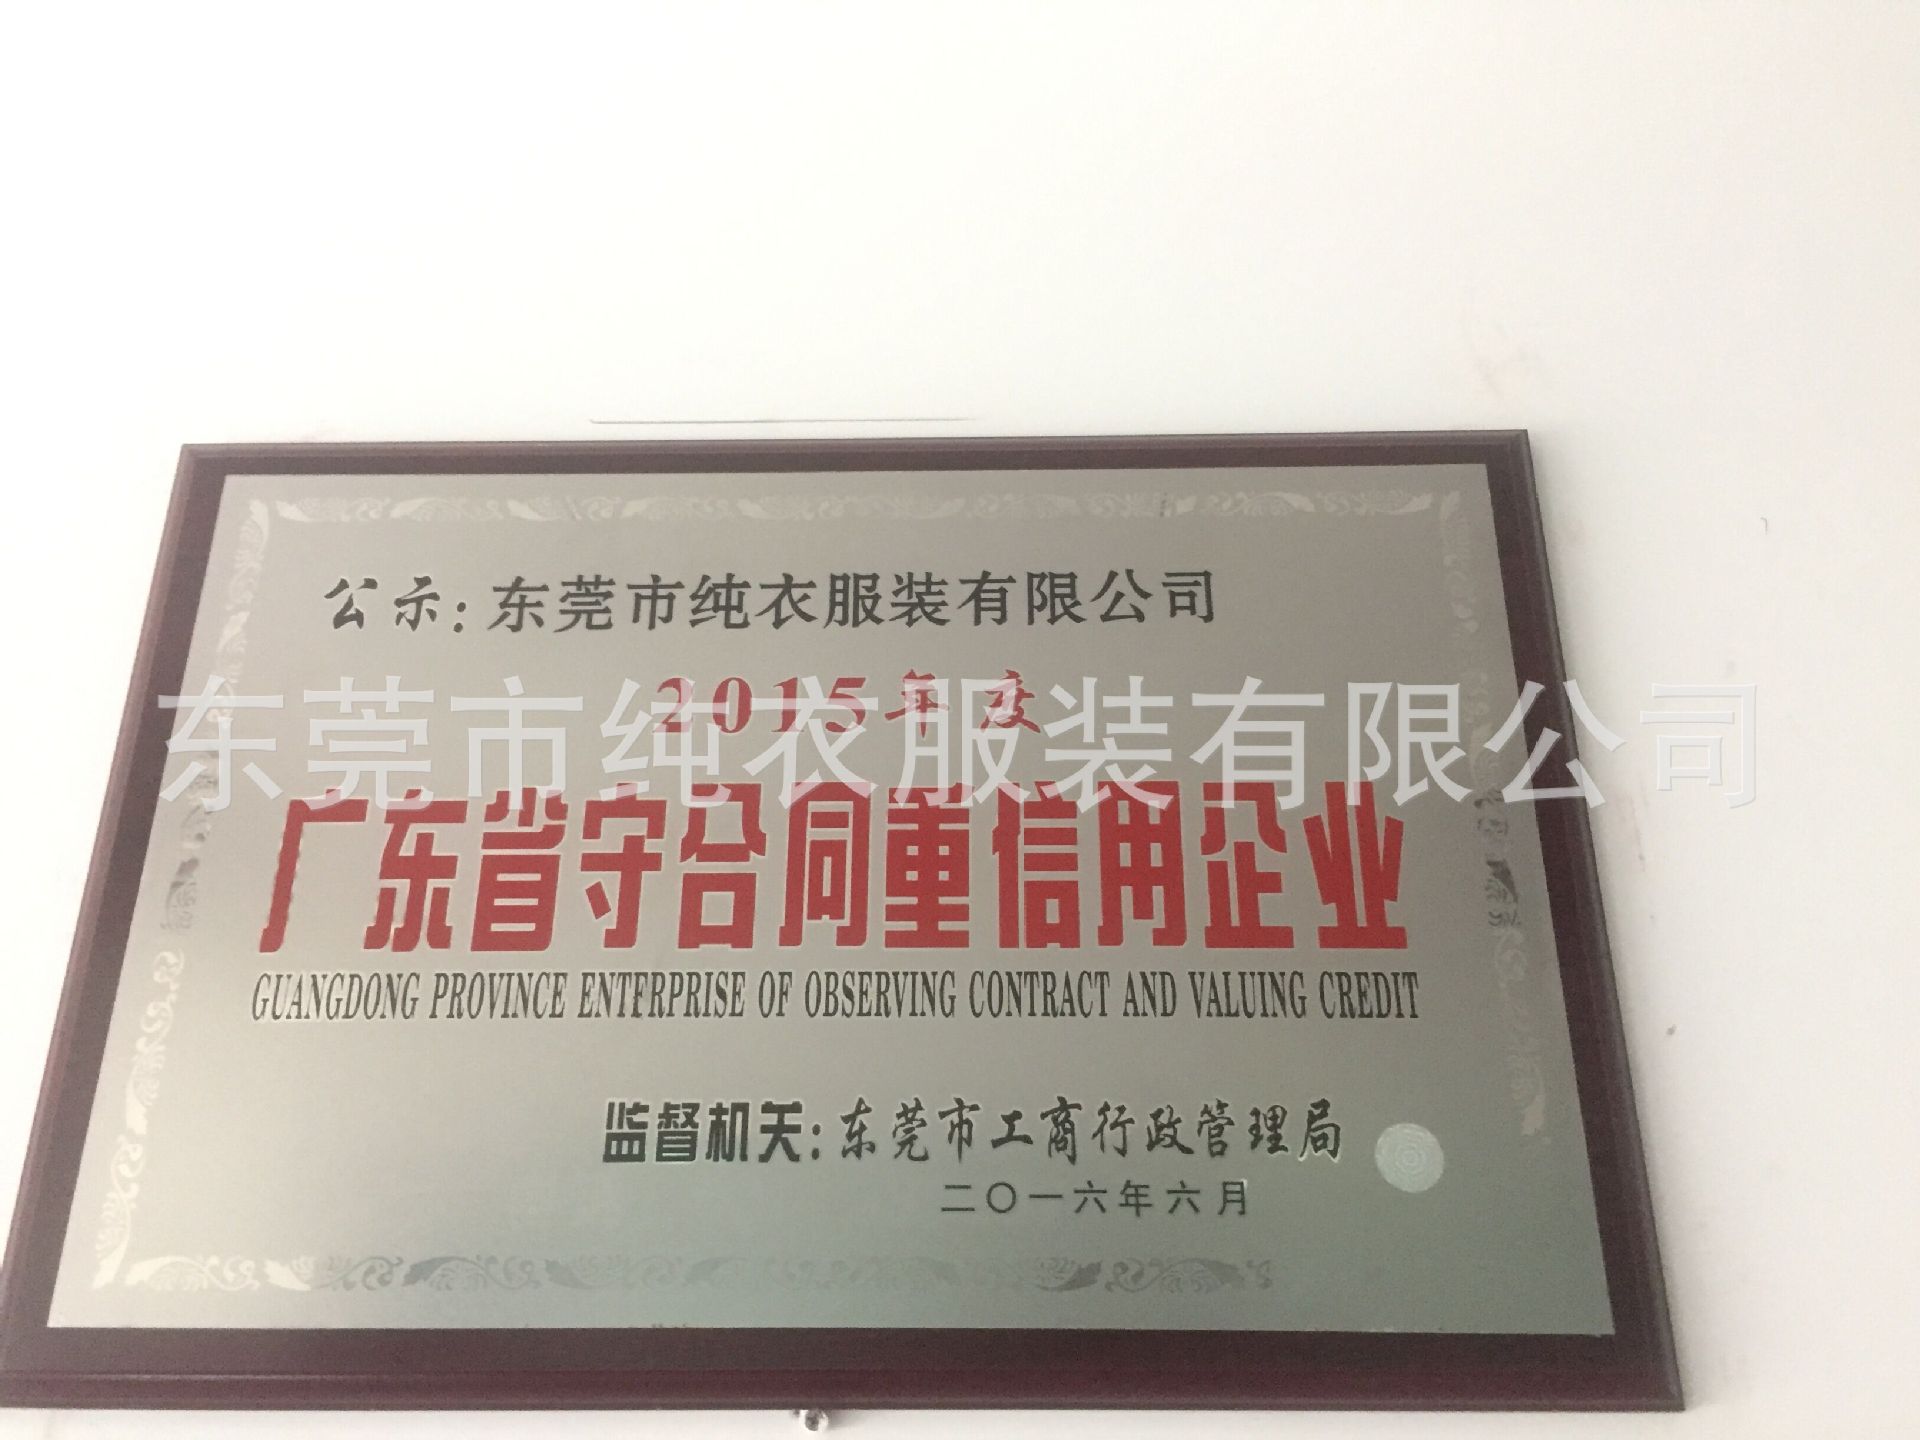 公示:东莞市纯衣服装有限公司
2015年度
东莞市纯衣服装有限公司
广东省守合同重信用企业
GUANGDONG PROVINCE ENTERPRISE OF OBSERVING CONTRACT AND VALUING CREDIT
监督机关:东莞市工商行政管理局
二〇一六年六月